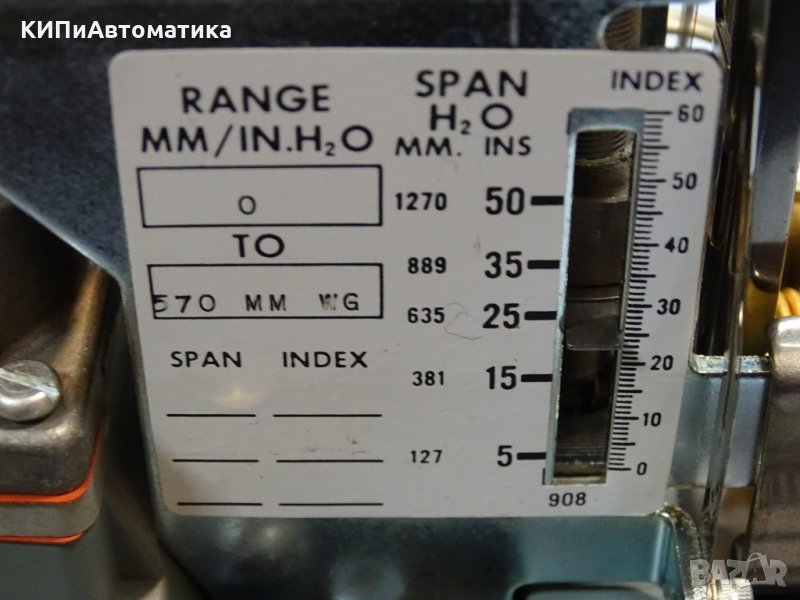 КИПиАвтоматика
RANGE
MM/IN.H₂O
0
TO
570 MM WG
SPAN INDEX
SPAN
H₂O
MM. INS
1270 50
889 35
635 25
381 15
127 5
INDEX
60
50
40
30
20
10
0
908
BAZAR